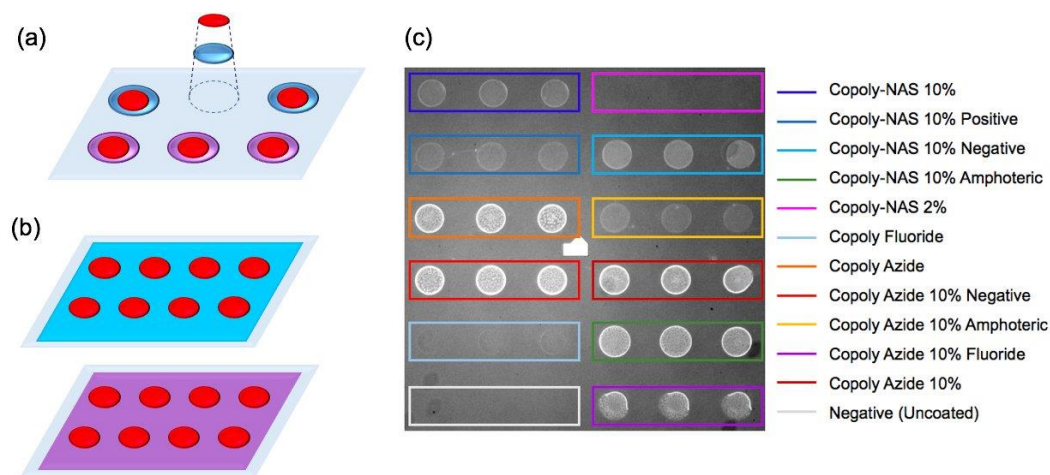 (a)
(b)
(c)
Copoly-NAS 10%
Copoly-NAS 10% Positive
Copoly-NAS 10% Negative
Copoly-NAS 10% Amphoteric
Copoly-NAS 2%
Copoly Fluoride
Copoly Azide
Copoly Azide 10% Negative
Copoly Azide 10% Amphoteric
Copoly Azide 10% Fluoride
Copoly Azide 10%
Negative (Uncoated)